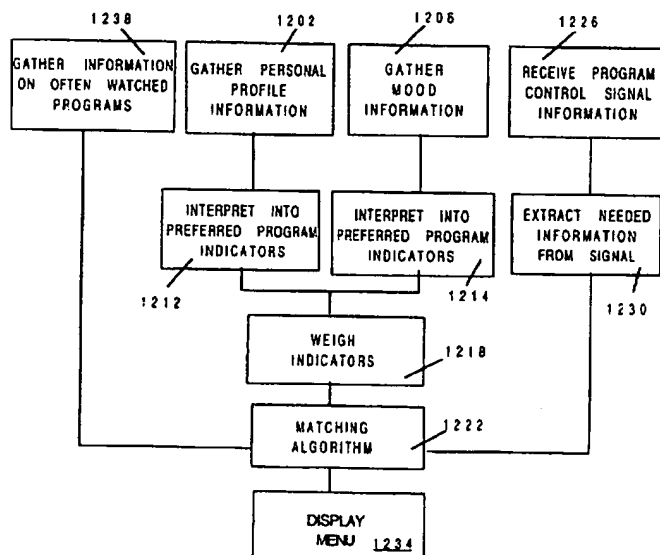 1238
1202
1206
1226
GATHER INFORMATION
ON OFTEN WATCHED
PROGRAMS
GATHER PERSONAL
PROFILE
INFORMATION
GATHER
MOOD
INFORMATION
RECEIVE PROGRAM
CONTROL SIGNAL
INFORMATION
INTERPRET INTO
PREFERRED PROGRAM
INDICATORS
INTERPRET INTO
PREFERRED PROGRAM
INDICATORS
EXTRACT NEEDED
INFORMATION
FROM SIGNAL
1212
1214
1230
WEIGH
INDICATORS
1218
MATCHING
ALGORITHM
1222
DISPLAY
MENU
1234